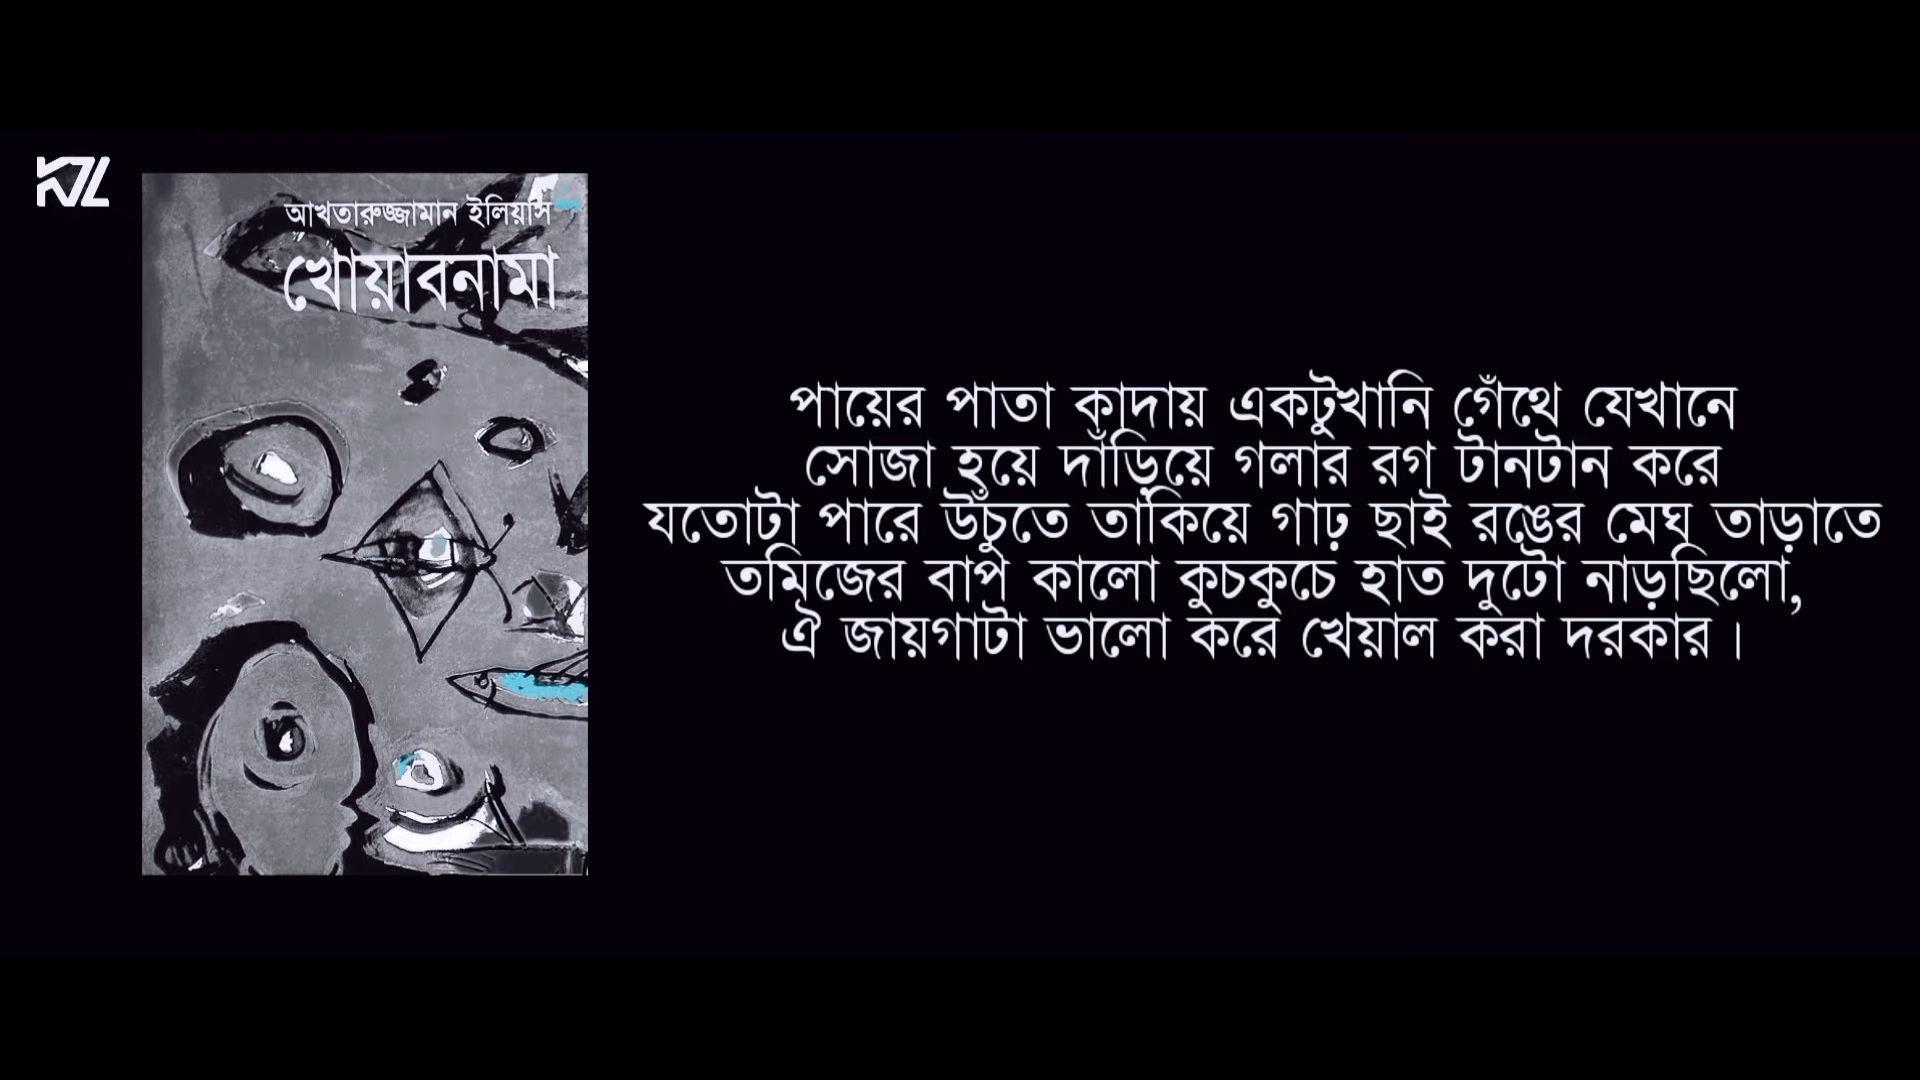 KZL
আখতারুজ্জামান ইলিয়াস
খোয়াবনামা
পায়ের পাতা কাদায় একটুখানি গেঁথে যেখানে
সোজা হয়ে দাঁড়িয়ে গলার রগ টানটান করে
যতোটা পারে উঁচুতে তাকিয়ে গাঢ় ছাই রঙের মেঘ তাড়াতে
তমিজের বাপ কালো কুচকুচে হাত দুটো নাড়ছিলো,
ঐ জায়গাটা ভালো করে খেয়াল করা দরকার।